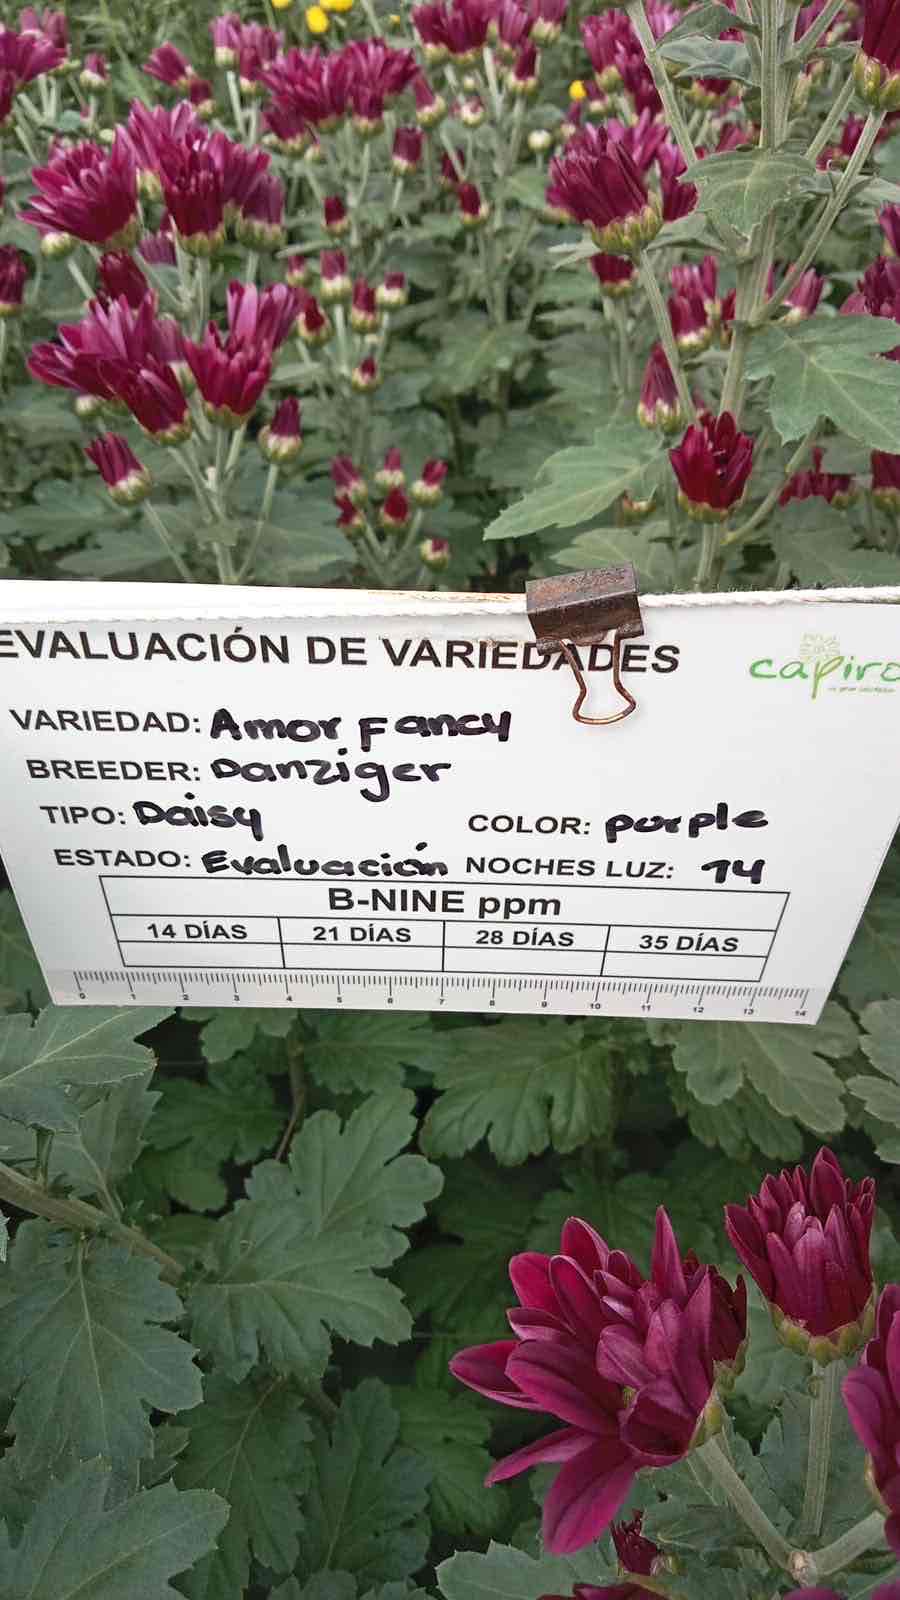 EVALUACIÓN DE VARIEDADES
capiro
VARIEDAD: Amor Fancy
BREEDER: Danziger
TIPO: Daisy COLOR: purple
ESTADO: Evaluación NOCHES LUZ: 14
B-NINE ppm
14 DÍAS 21 DÍAS 28 DÍAS 35 DÍAS
0 1 2 3 4 5 6 7 8 9 10 11 12 13 14